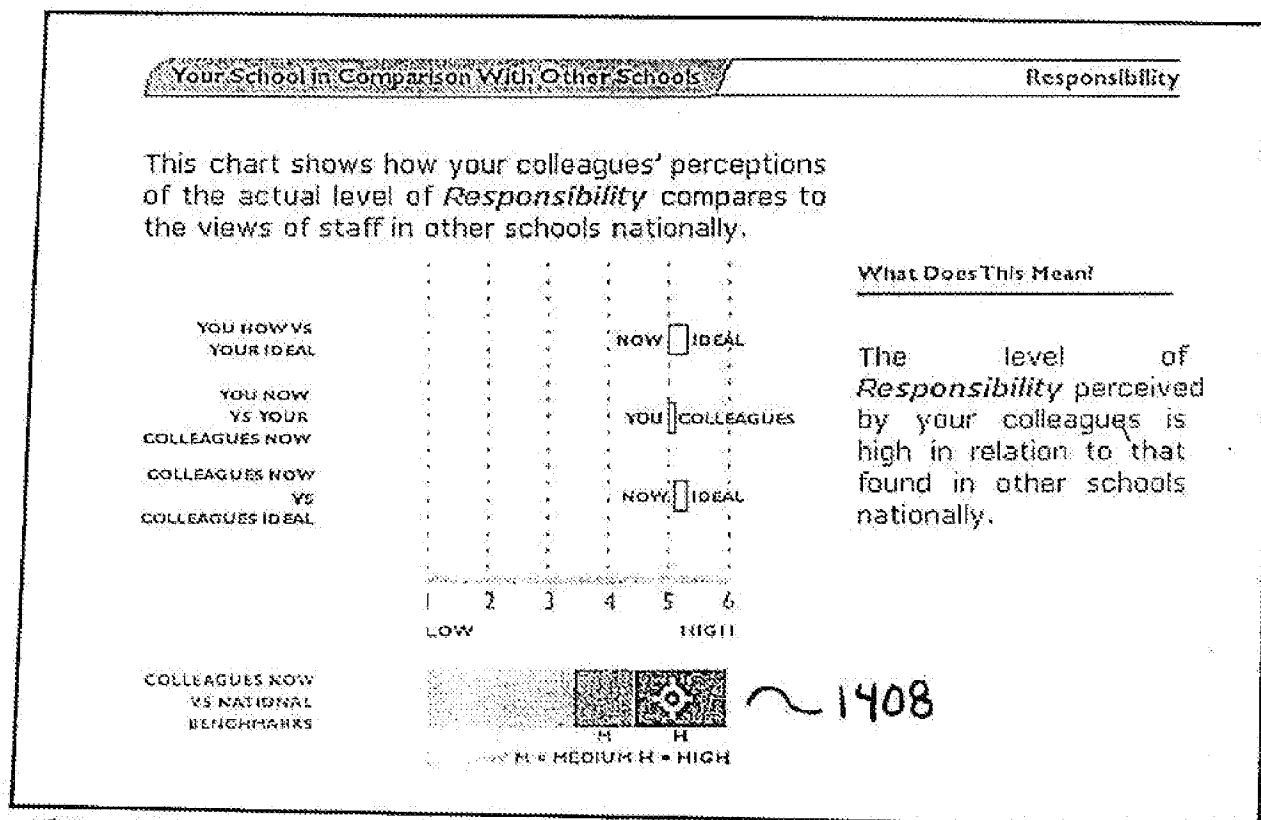 Your School in Comparison With Other Schools
Responsibility
This chart shows how your colleagues' perceptions
of the actual level of Responsibility compares to
the views of staff in other schools nationally.
What Does This Mean?
The level of
Responsibility perceived
by your colleagues is
high in relation to that
found in other schools
nationally.
YOU NOW VS
YOUR IDEAL
NOW IDEAL
YOU NOW
VS YOUR
COLLEAGUES NOW
YOU COLLEAGUES
COLLEAGUES NOW
VS
COLLEAGUES IDEAL
NOW IDEAL
1 2 3 4 5 6
LOW HIGH
COLLEAGUES NOW
VS NATIONAL
BENCHMARKS
1408
M H
M = MEDIUM H = HIGH